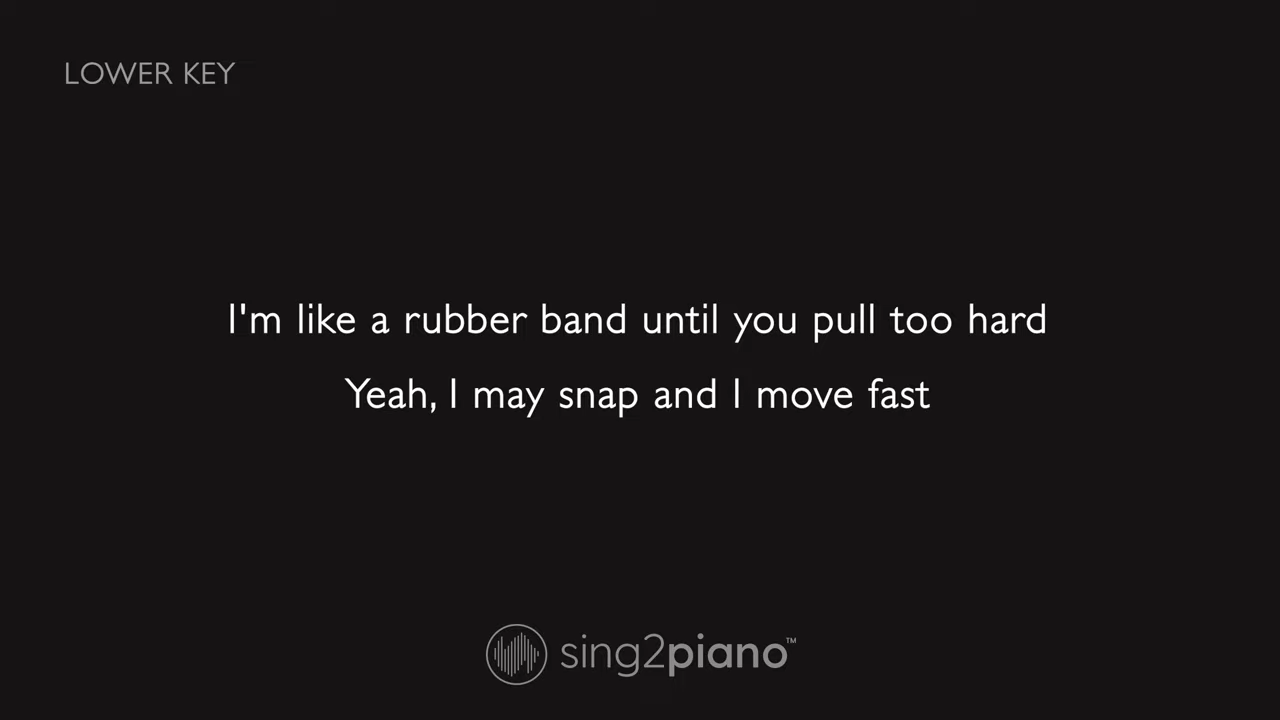 LOWER KEY
I'm like a rubber band until you pull too hard
Yeah, I may snap and I move fast
sing2piano™